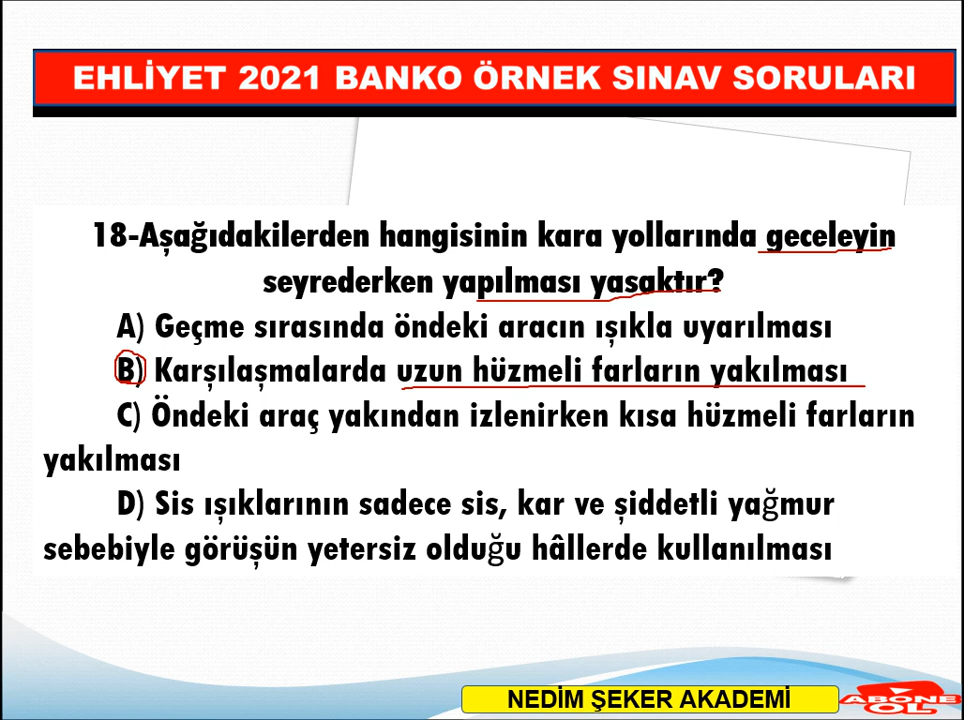 EHLİYET 2021 BANKO ÖRNEK SINAV SORULARI
18-Aşağıdakilerden hangisinin kara yollarında geceleyin
seyrederken yapılması yasaktır?
A) Geçme sırasında öndeki aracın ışıkla uyarılması
B) Karşılaşmalarda uzun hüzmeli farların yakılması
C) Öndeki araç yakından izlenirken kısa hüzmeli farların
yakılması
D) Sis ışıklarının sadece sis, kar ve şiddetli yağmur
sebebiyle görüşün yetersiz olduğu hâllerde kullanılması
NEDİM ŞEKER AKADEMİ
ABONE
OL